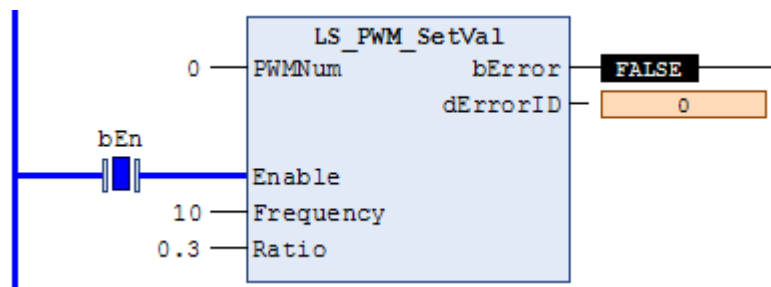 LS_PWM_SetVal
0 PWMNum bError FALSE
dErrorID 0
bEn
Enable
10 Frequency
0.3 Ratio